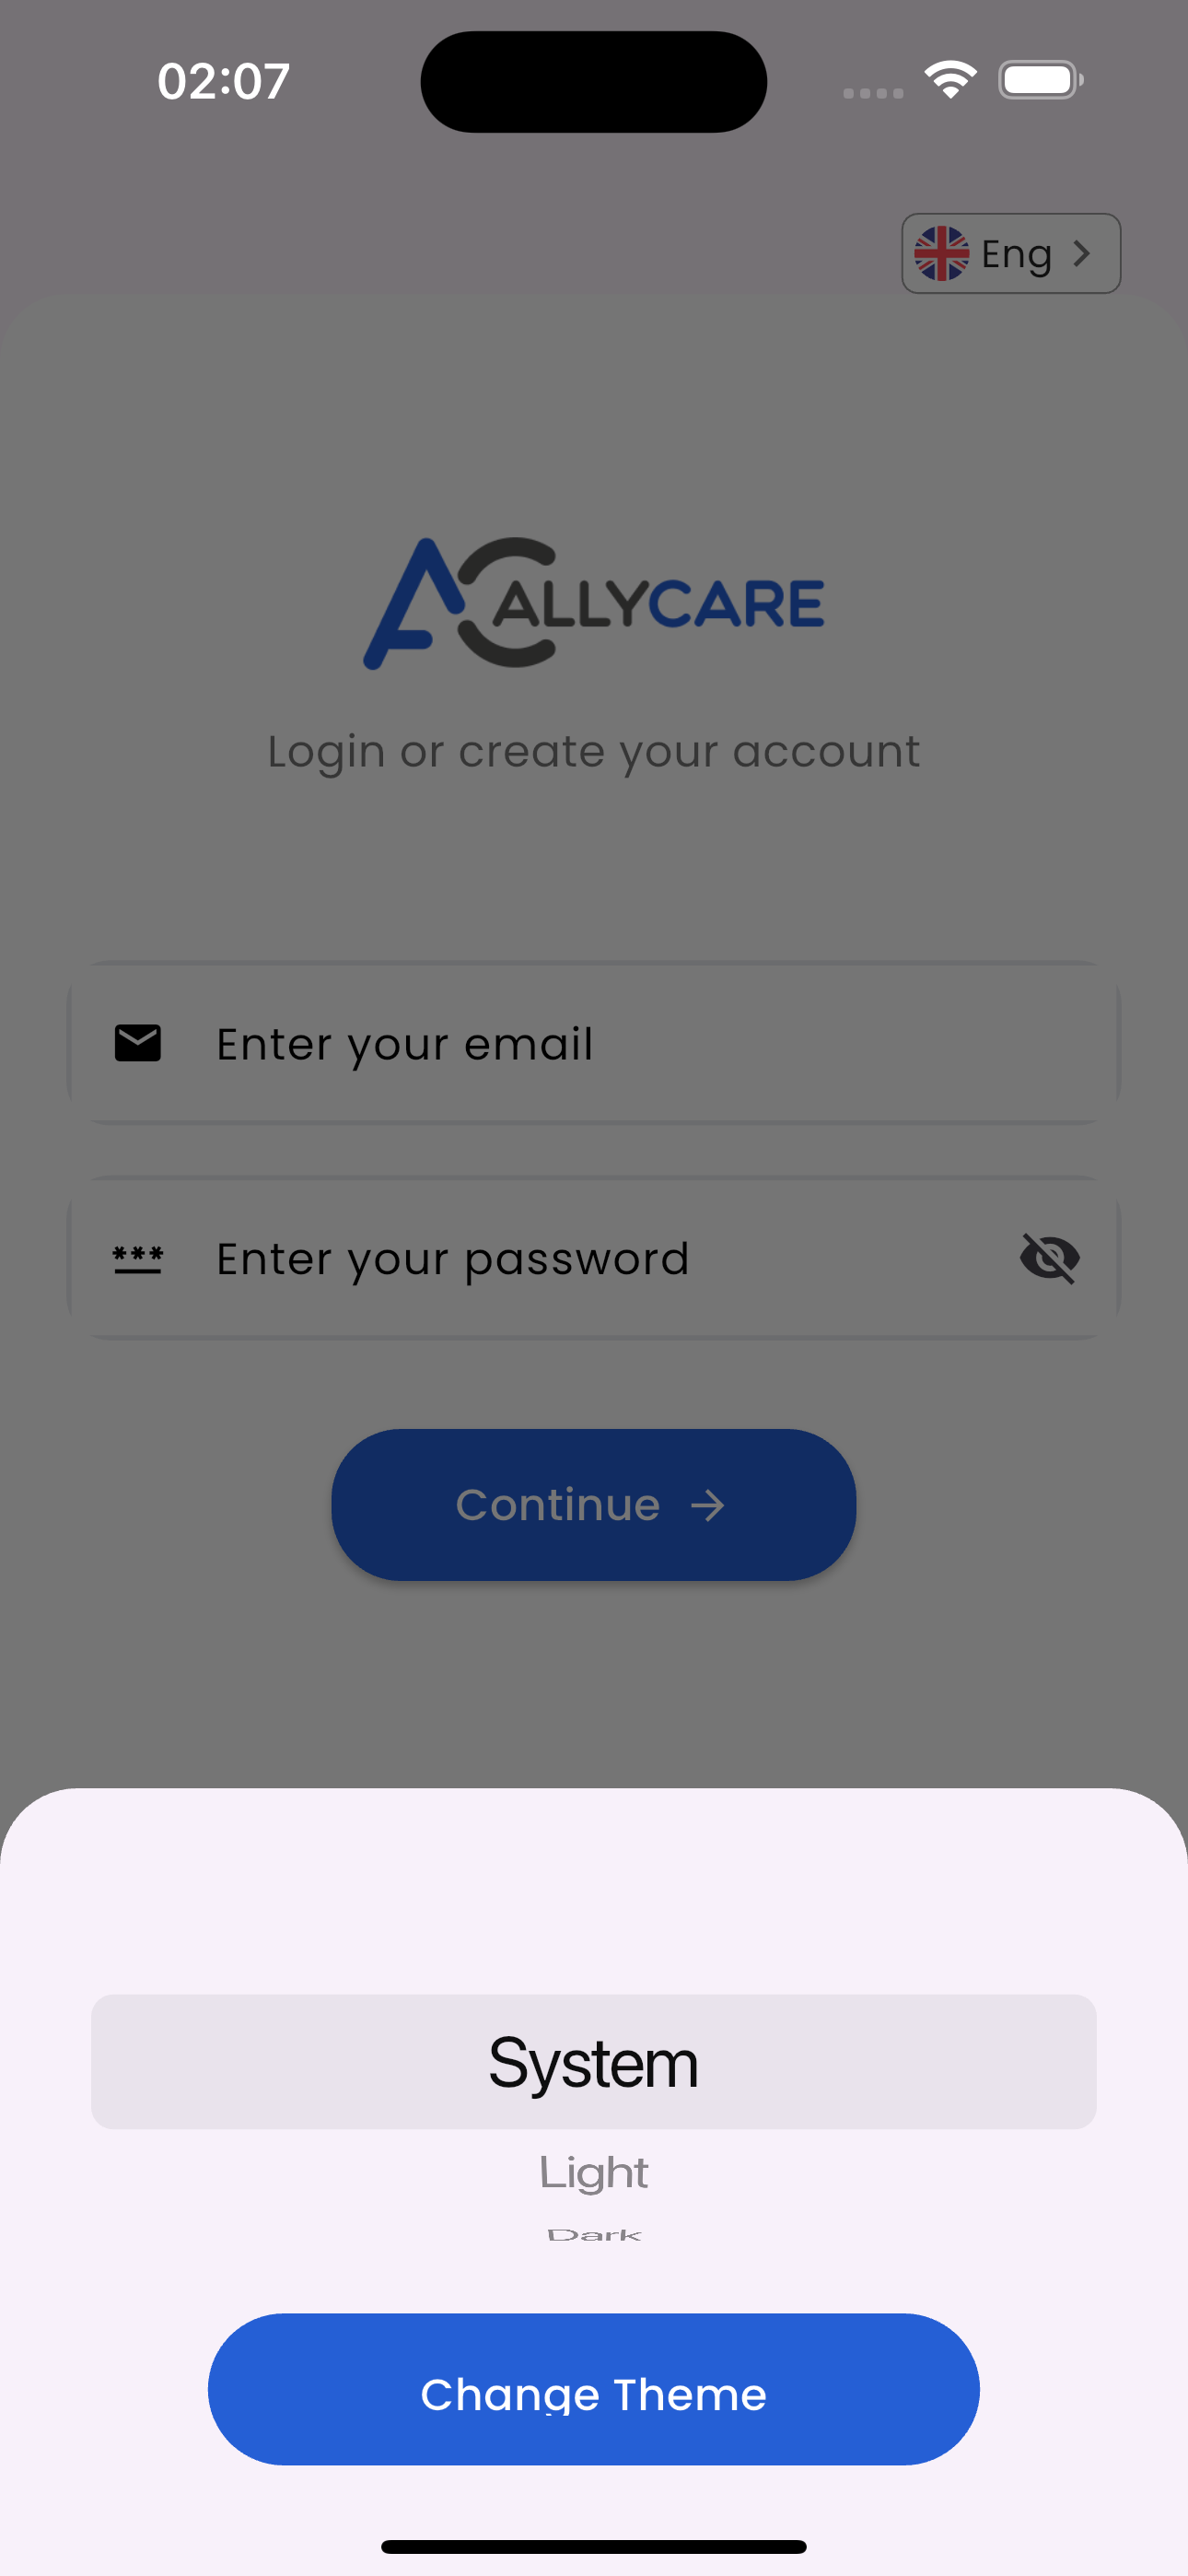 02:07
Eng
ALLYCARE
Login or create your account
Enter your email
***
Enter your password
Continue
System
Light
Dark
Change Theme